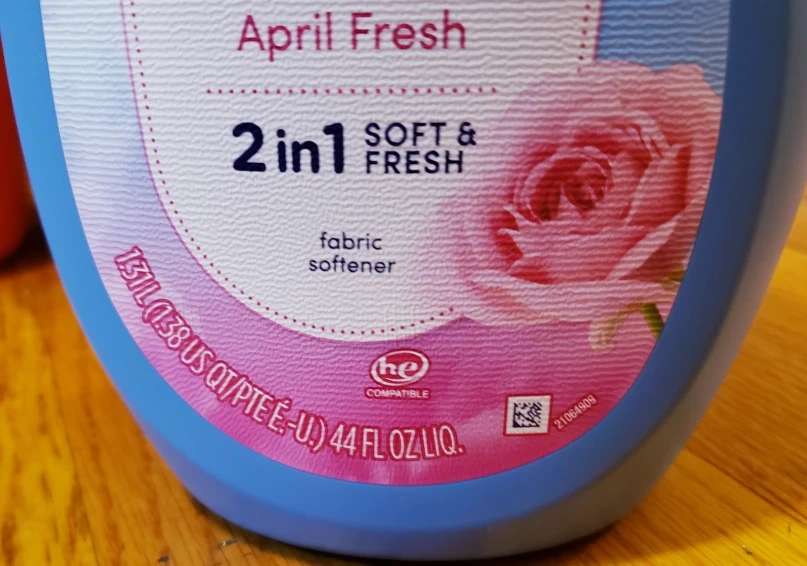 April Fresh
2in1 SOFT &
FRESH
fabric
softener
1.31 L (1.38 US QT/PTE É.-U.) 44 FL OZ LIQ.
he
COMPATIBLE
21064909